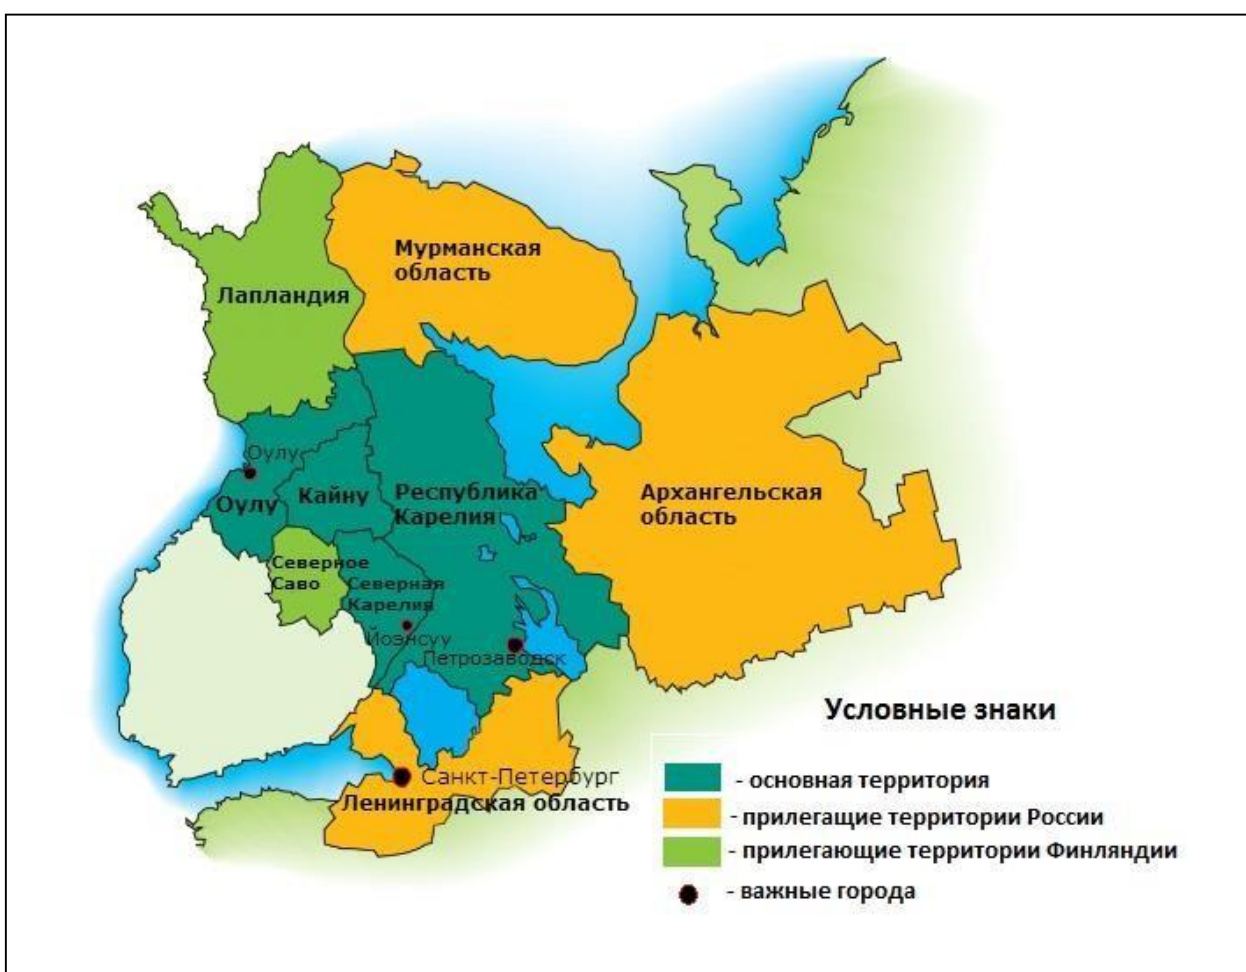 Мурманская
область
Лапландия
Оулу
Оулу
Кайну
Республика
Карелия
Архангельская
область
Северное
Саво
Северная
Карелия
Йоэнсуу
Петрозаводск
Санкт-Петербург
Ленинградская область
Условные знаки
- основная территория
- прилегащие территории России
- прилегающие территории Финляндии
- важные города